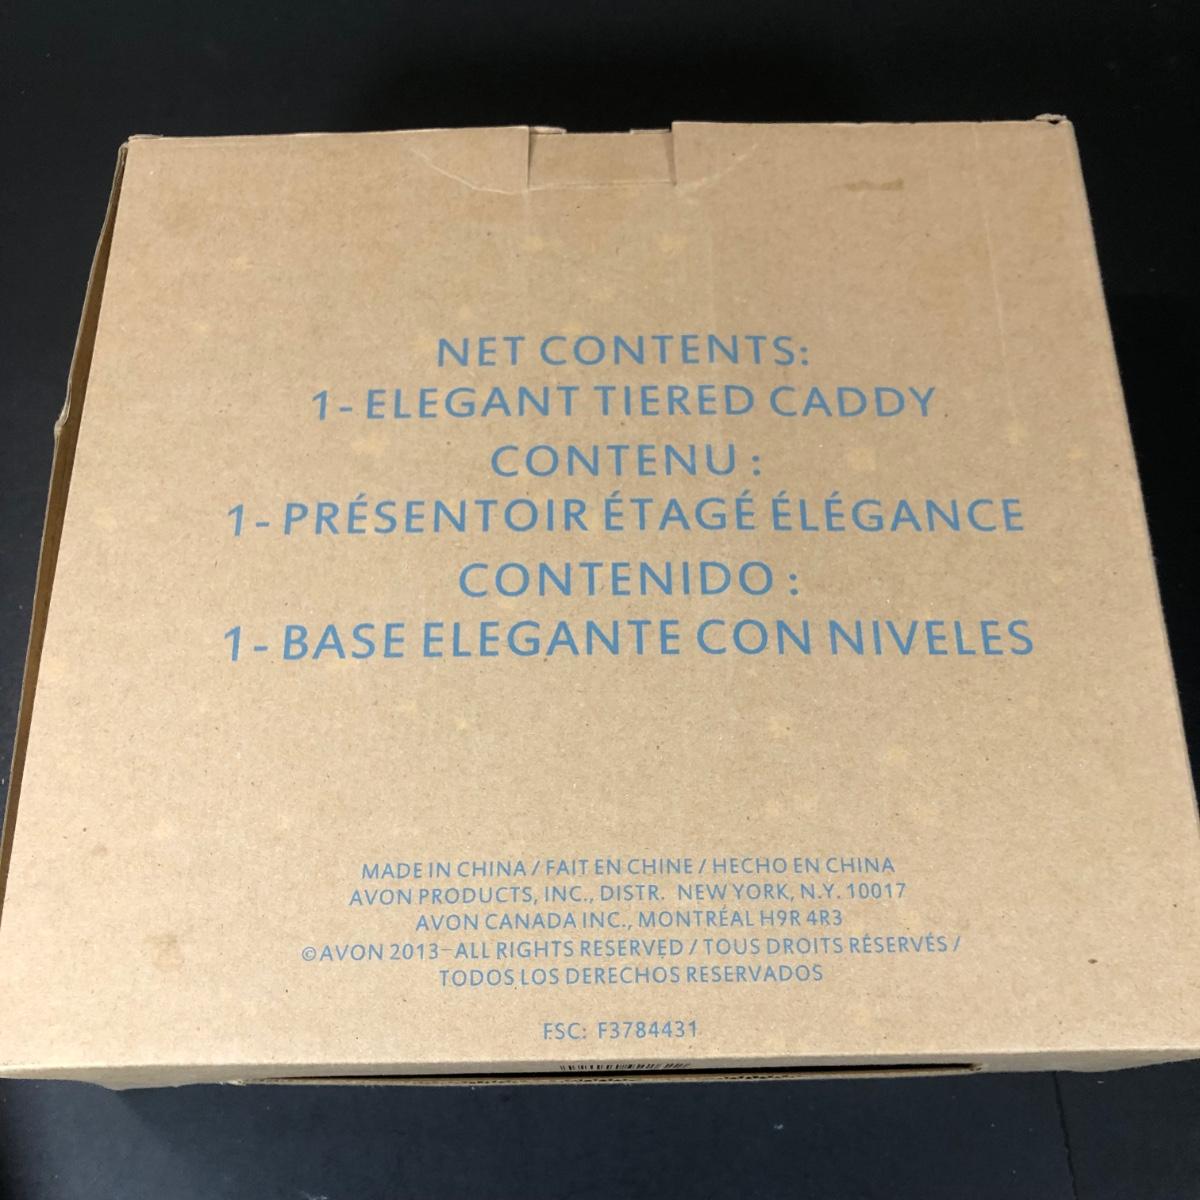 NET CONTENTS:
1- ELEGANT TIERED CADDY
CONTENU :
1- PRÉSENTOIR ÉTAGÉ ÉLÉGANCE
CONTENIDO :
1- BASE ELEGANTE CON NIVELES
MADE IN CHINA / FAIT EN CHINE / HECHO EN CHINA
AVON PRODUCTS, INC., DISTR. NEW YORK, N.Y. 10017
AVON CANADA INC., MONTRÉAL H9R 4R3
©AVON 2013—ALL RIGHTS RESERVED / TOUS DROITS RÉSERVÉS /
TODOS LOS DERECHOS RESERVADOS
FSC: F3784431